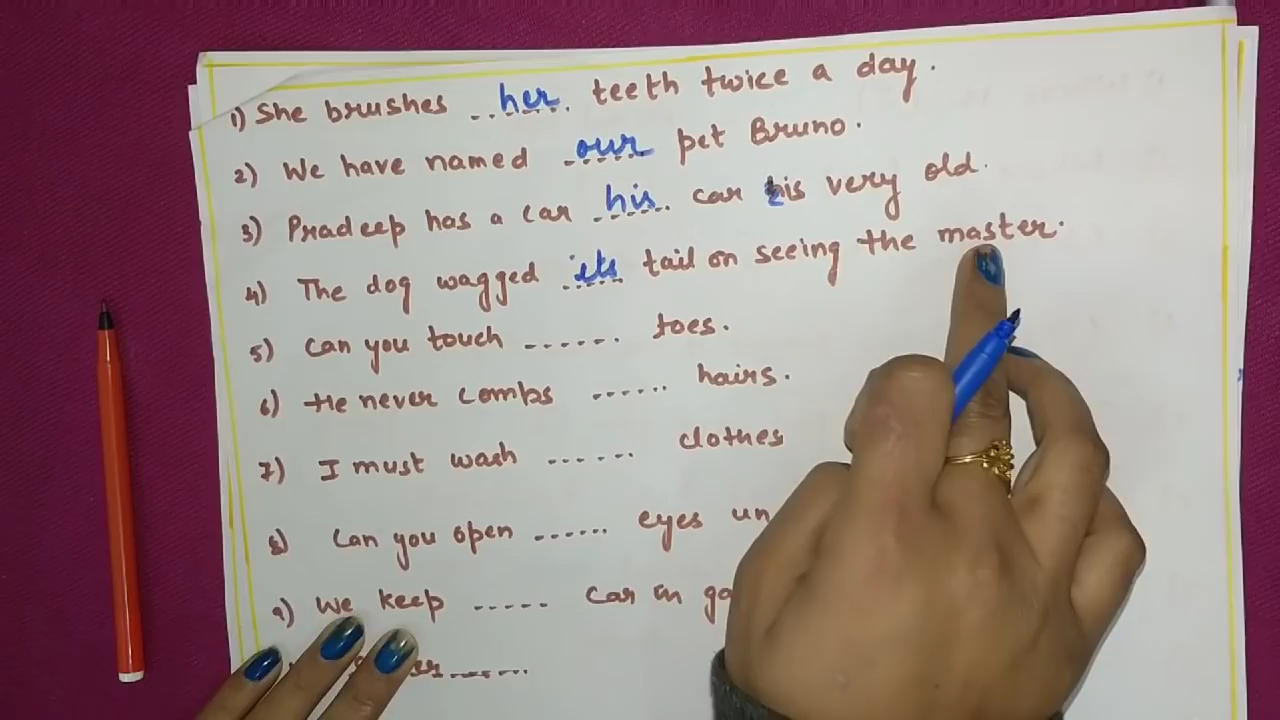 1) She brushes ..her.. teeth twice a day.
2) We have named ..our.. pet Bruno.
3) Pradeep has a car ..his.. car is very old.
4) The dog wagged ..its.. tail on seeing the master.
5) Can you touch ...... toes.
6) He never combs ...... hairs.
7) I must wash ...... clothes
8) Can you open ...... eyes un
9) We keep ..... car in